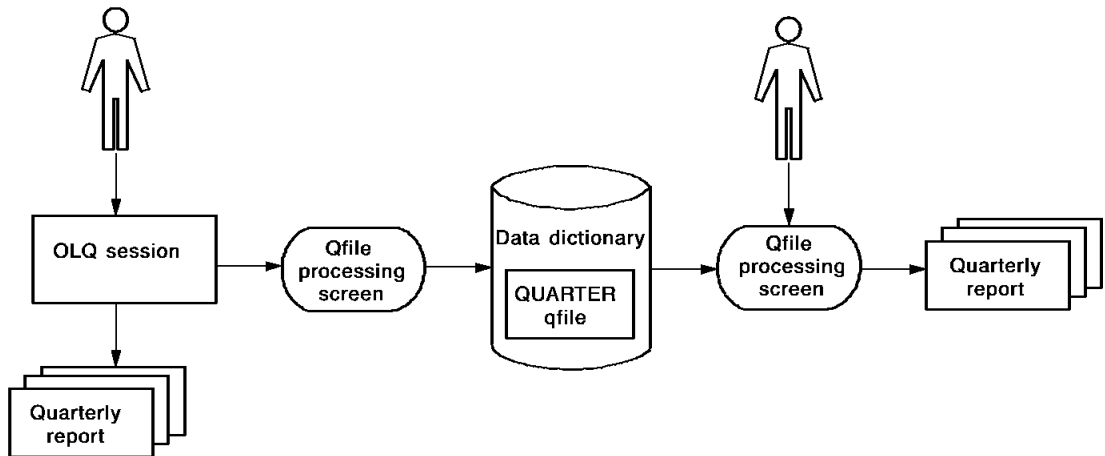 OLQ session
Qfile
processing
screen
Data dictionary
QUARTER
qfile
Qfile
processing
screen
Quarterly
report
Quarterly
report